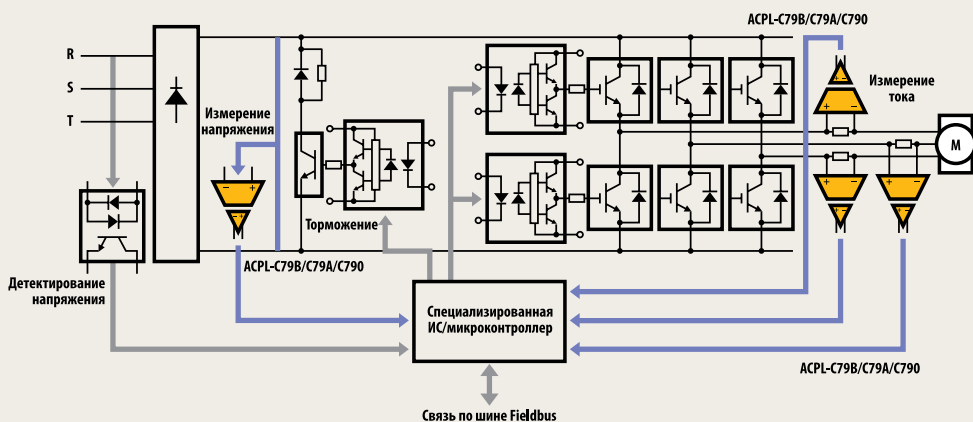 ACPL-C79B/C79A/C790
R
S
T
Измерение
напряжения
Измерение
тока
M
Торможение
ACPL-C79B/C79A/C790
Детектирование
напряжения
Специализированная
ИС/микроконтроллер
ACPL-C79B/C79A/C790
Связь по шине Fieldbus